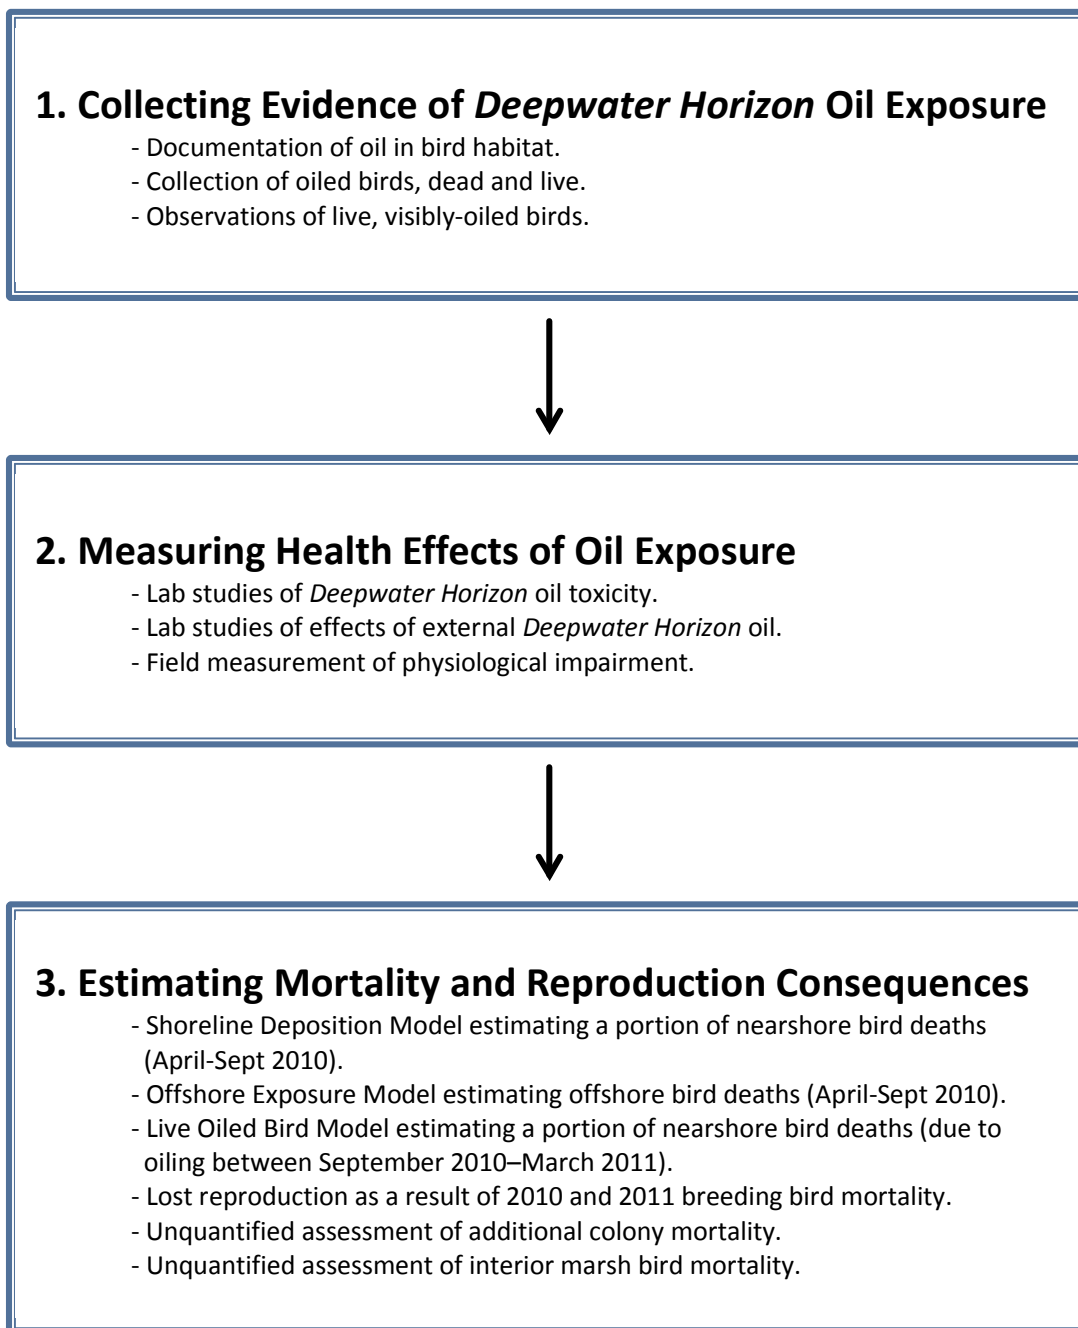 1. Collecting Evidence of Deepwater Horizon Oil Exposure
- Documentation of oil in bird habitat.
- Collection of oiled birds, dead and live.
- Observations of live, visibly-oiled birds.
2. Measuring Health Effects of Oil Exposure
- Lab studies of Deepwater Horizon oil toxicity.
- Lab studies of effects of external Deepwater Horizon oil.
- Field measurement of physiological impairment.
3. Estimating Mortality and Reproduction Consequences
- Shoreline Deposition Model estimating a portion of nearshore bird deaths
(April-Sept 2010).
- Offshore Exposure Model estimating offshore bird deaths (April-Sept 2010).
- Live Oiled Bird Model estimating a portion of nearshore bird deaths (due to
oiling between September 2010–March 2011).
- Lost reproduction as a result of 2010 and 2011 breeding bird mortality.
- Unquantified assessment of additional colony mortality.
- Unquantified assessment of interior marsh bird mortality.